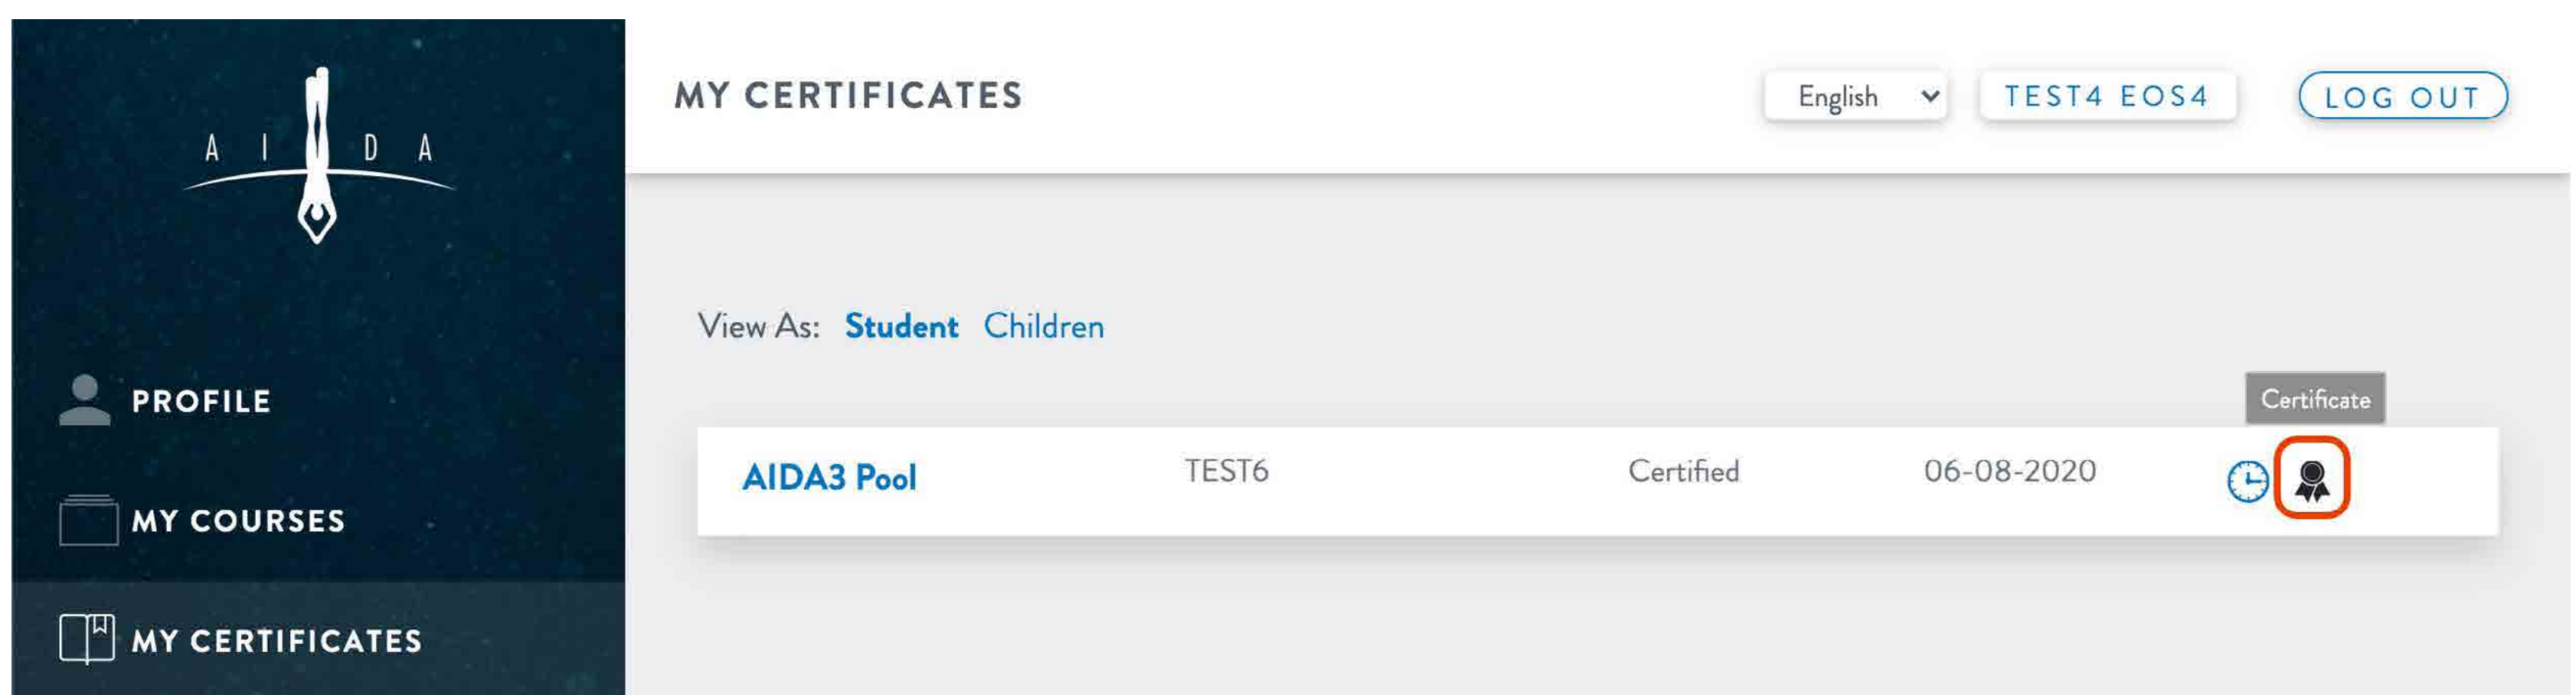 A I D A
PROFILE
MY COURSES
MY CERTIFICATES
MY CERTIFICATES
English
TEST4 EOS4
LOG OUT
View As: Student Children
Certificate
AIDA3 Pool TEST6 Certified 06-08-2020